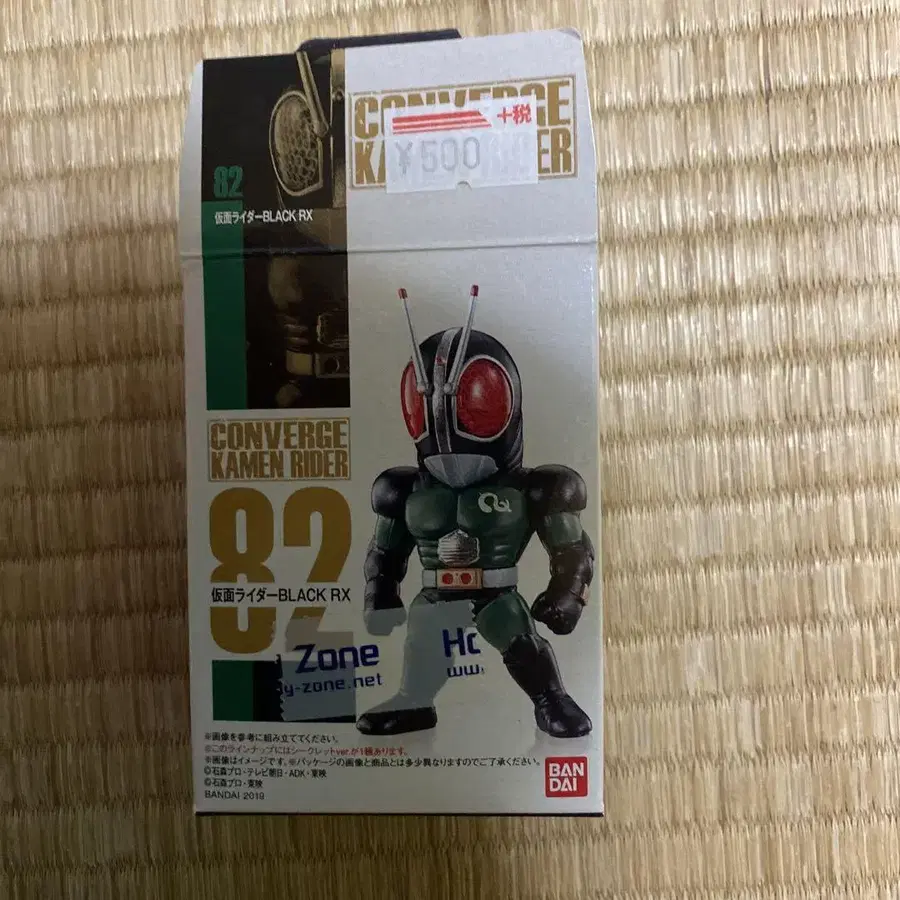 CONVERGE
+税
¥500
82
仮面ライダーBLACK RX
CONVERGE
KAMEN RIDER
82
仮面ライダーBLACK RX
Zone Ho
y-zone.net ww
※画像を参考に組み立ててください。
※このラインナップにはシークレットver.が1種あります。
※画像はイメージです。※パッケージの画像と商品とは多少異なりますのでご了承ください。
©石森プロ・テレビ朝日・ADK・東映
©石森プロ・東映
BANDAI 2019
BAN
DAI